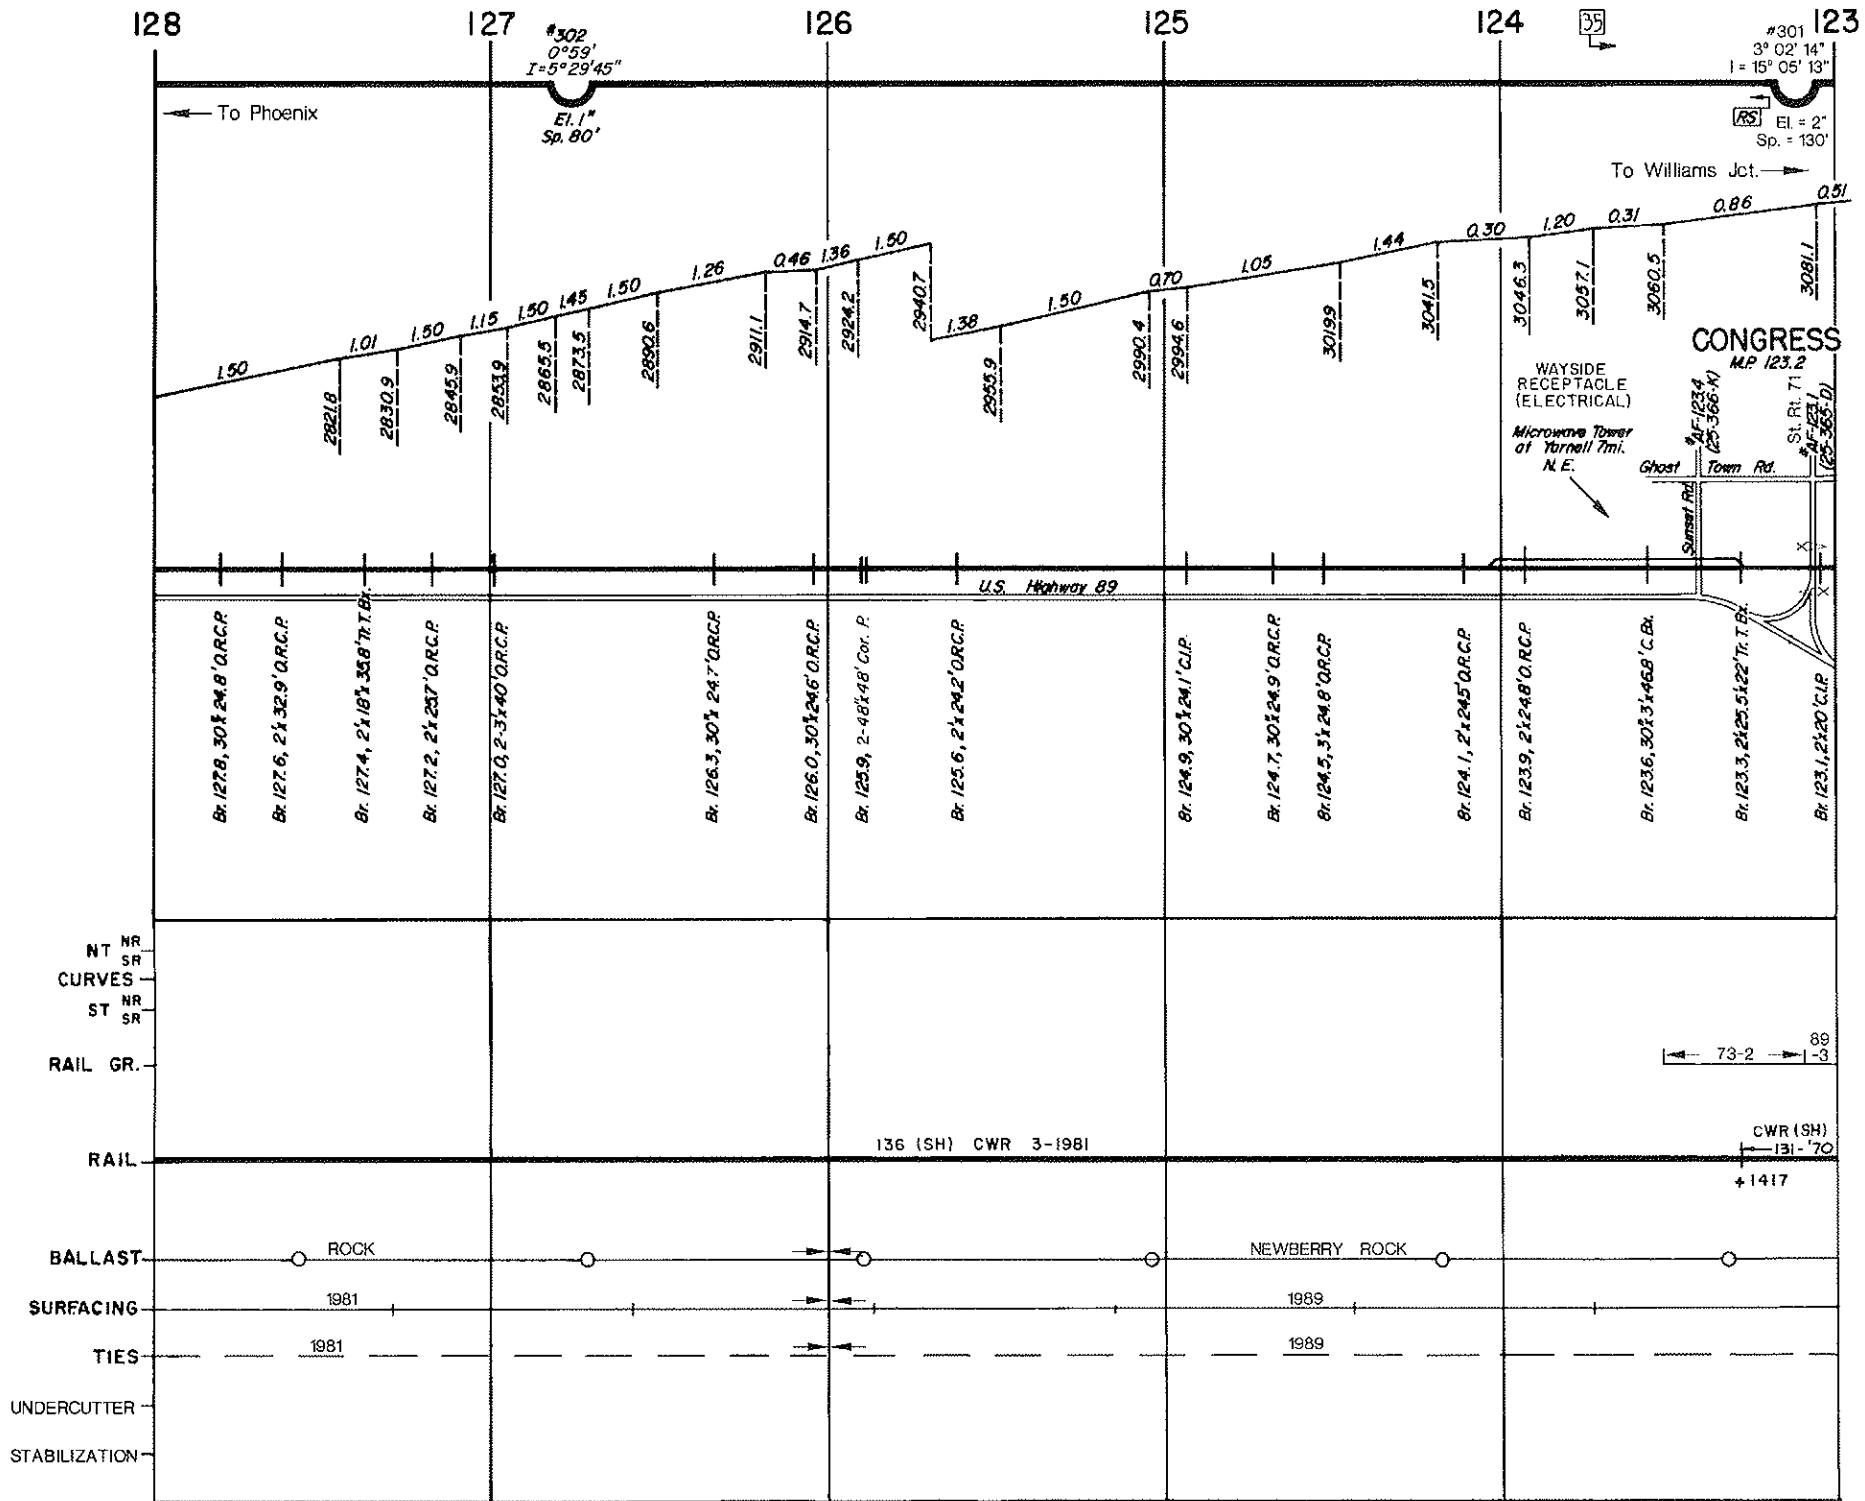 128
127
126
125
124
123
#302
0°59'
I=5°29'45"
El. 1"
Sp. 80'
35
#301
3° 02' 14"
I = 15° 05' 13"
RS
El. = 2"
Sp. = 130'
To Phoenix
To Williams Jct.
1.50
1.01
1.50
1.15
1.50
1.45
1.50
1.26
0.46
1.36
1.50
1.38
1.50
0.70
1.05
1.44
0.30
1.20
0.31
0.86
0.51
2821.8
2830.9
2845.9
2853.9
2865.5
2873.5
2890.6
2911.1
2914.7
2924.2
2940.7
2955.9
2990.4
2994.6
3019.9
3041.5
3046.3
3057.1
3060.5
3081.1
CONGRESS
M.P. 123.2
WAYSIDE
RECEPTACLE
(ELECTRICAL)
Microwave Tower
at Yarnell 7mi.
N.E.
#AF-123.4
(25-366-K)
St. Rt. 71
#AF-123.1
(25-365-D)
Ghost Town Rd.
Sunset Rd.
X
X
U.S. Highway 89
Br. 127.8, 30"x 24.8' O.R.C.P.
Br. 127.6, 2'x 32.9' O.R.C.P.
Br. 127.4, 2'x 18"x 35.8' Tr. T. Bx.
Br. 127.2, 2'x 25.7' O.R.C.P.
Br. 127.0, 2-3'x 40' O.R.C.P.
Br. 126.3, 30"x 24.7' O.R.C.P.
Br. 126.0, 30"x 24.6' O.R.C.P.
Br. 125.9, 2-48"x48' Cor. P.
Br. 125.6, 2'x 24.2' O.R.C.P.
Br. 124.9, 30"x 24.1' C.I.P.
Br. 124.7, 30"x 24.9' O.R.C.P.
Br. 124.5, 3'x 24.8' O.R.C.P.
Br. 124.1, 2'x 24.5' O.R.C.P.
Br. 123.9, 2'x 24.8' O.R.C.P.
Br. 123.6, 30"x 3'x 46.8' C. Bx.
Br. 123.3, 2'x 25.5'x 22' Tr. T. Bx.
Br. 123.1, 2'x 20' C.I.P.
NT NR
SR
CURVES
ST NR
SR
RAIL GR.
73-2
89
-3
RAIL
136 (SH) CWR 3-1981
CWR (SH)
131-'70
+1417
BALLAST
ROCK
NEWBERRY ROCK
SURFACING
1981
1989
TIES
1981
1989
UNDERCUTTER
STABILIZATION